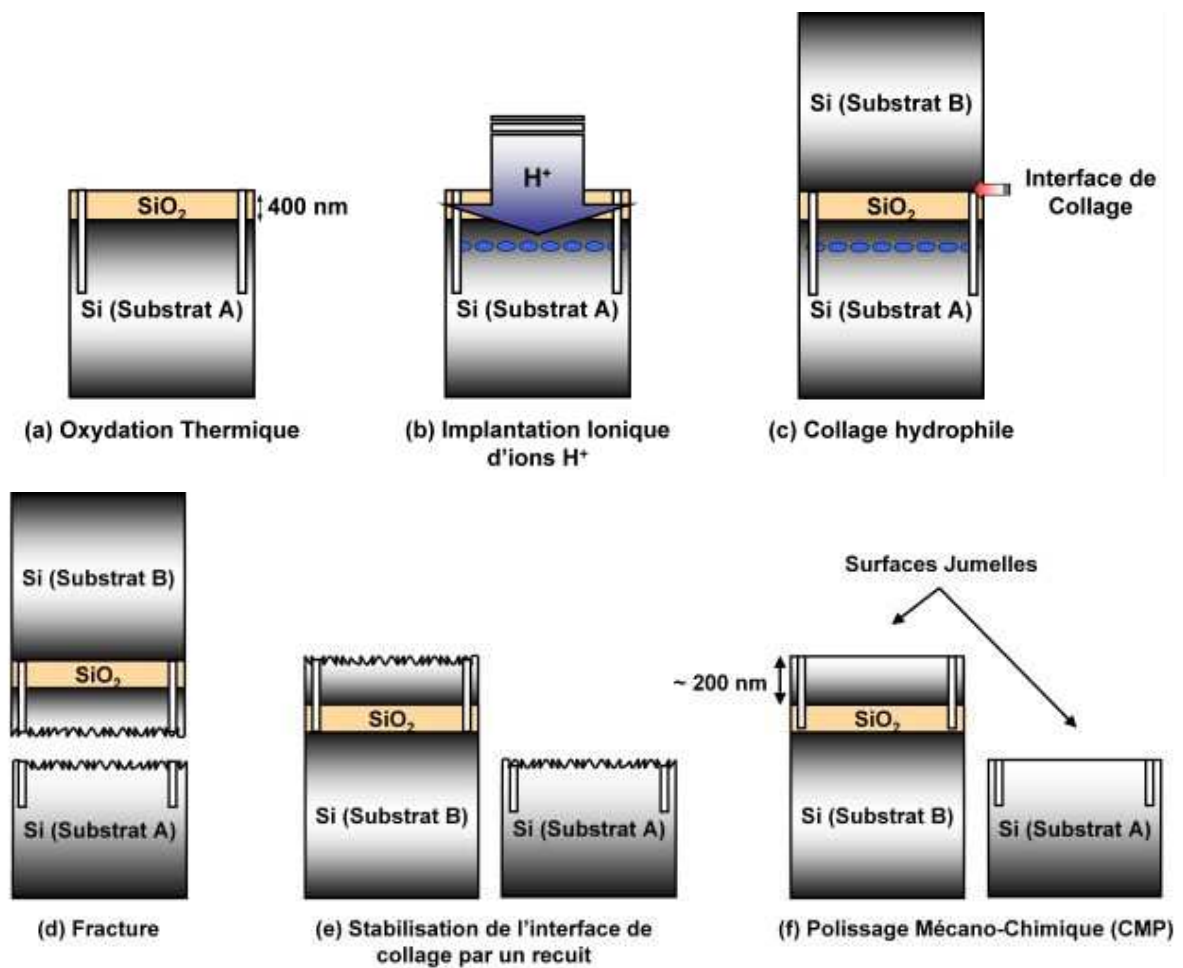 Si (Substrat B)
H⁺
Interface de
Collage
SiO₂
400 nm
SiO₂
Si (Substrat A)
Si (Substrat A)
Si (Substrat A)
(a) Oxydation Thermique
(b) Implantation Ionique
d'ions H⁺
(c) Collage hydrophile
Si (Substrat B)
Surfaces Jumelles
SiO₂
~ 200 nm
SiO₂
SiO₂
Si (Substrat A)
Si (Substrat B)
Si (Substrat A)
Si (Substrat B)
Si (Substrat A)
(d) Fracture
(e) Stabilisation de l'interface de
collage par un recuit
(f) Polissage Mécano-Chimique (CMP)